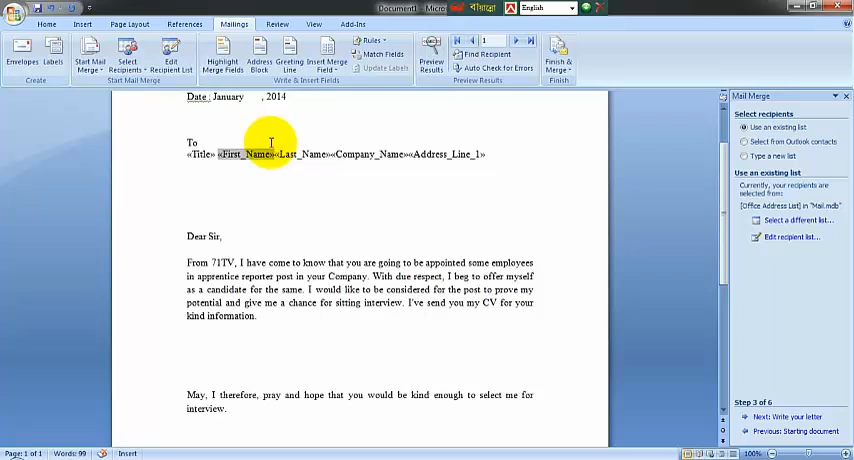 Document1 - Micros
বায়ান্নো
English
Home Insert Page Layout References Mailings Review View Add-Ins
Envelopes Labels
Create
Start Mail Merge Select Recipients Edit Recipient List
Start Mail Merge
Highlight Merge Fields Address Block Greeting Line Insert Merge Field
Rules
Match Fields
Update Labels
Write & Insert Fields
Preview Results
1
Find Recipient
Auto Check for Errors
Preview Results
Finish & Merge
Finish
Date : January , 2014
To
«Title» «First_Name»«Last_Name»«Company_Name»«Address_Line_1»
Dear Sir,
From 71TV, I have come to know that you are going to be appointed some employees
in apprentice reporter post in your Company. With due respect, I beg to offer myself
as a candidate for the same. I would like to be considered for the post to prove my
potential and give me a chance for sitting interview. I've send you my CV for your
kind information.
May, I therefore, pray and hope that you would be kind enough to select me for
interview.
Mail Merge
Select recipients
Use an existing list
Select from Outlook contacts
Type a new list
Use an existing list
Currently, your recipients are
selected from:
[Office Address List] in "Mail.mdb"
Select a different list...
Edit recipient list...
Step 3 of 6
Next: Write your letter
Previous: Starting document
Page: 1 of 1 Words: 99 Insert 100%